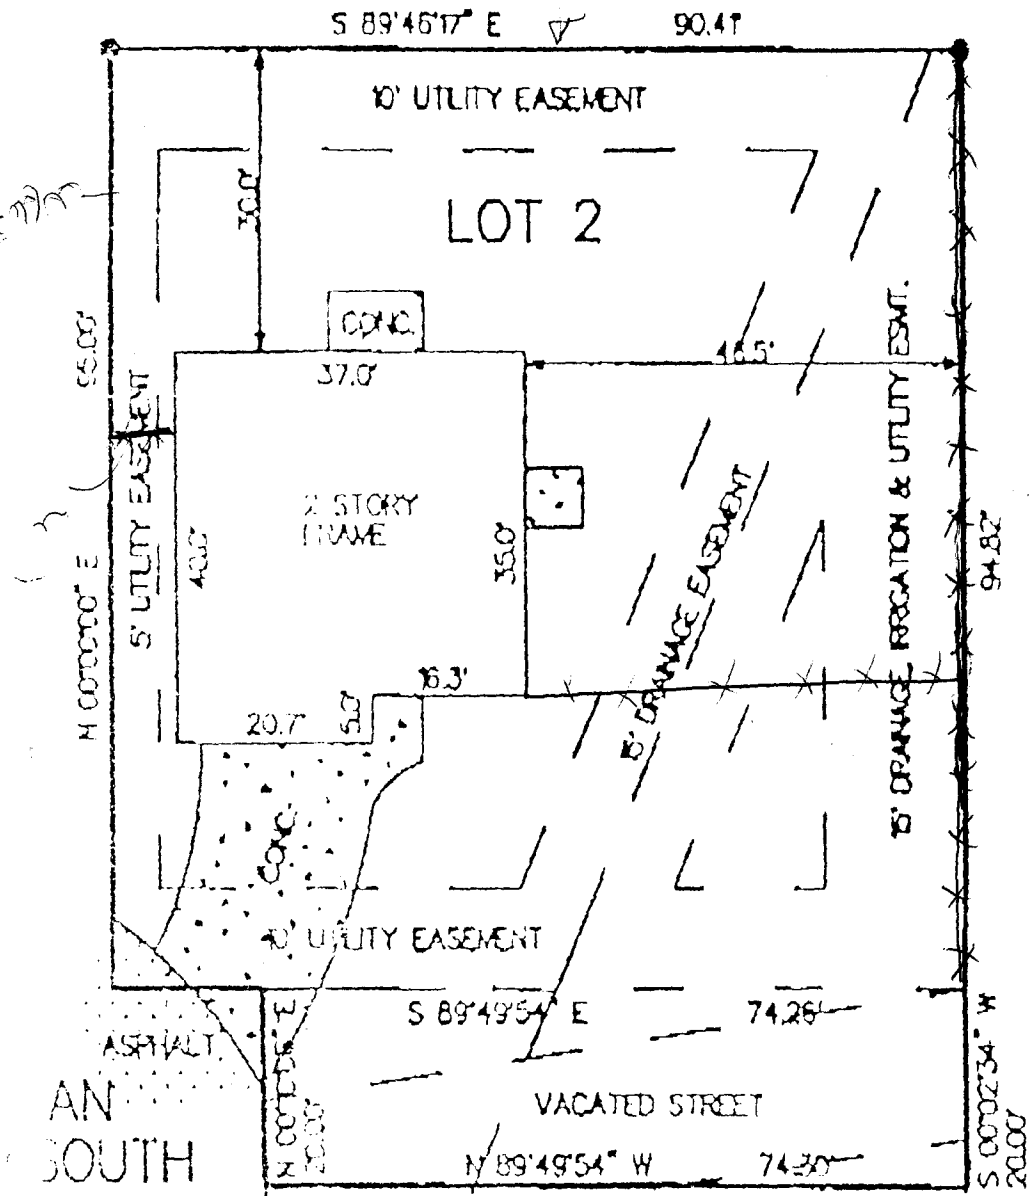 S 89°46'17" E 90.41'
10' UTILITY EASEMENT
30.0'
LOT 2
CONC.
95.00'
37.0'
46.5'
5' UTILITY EASEMENT
2 STORY
FRAME
40.0'
35.0'
15' DRAINAGE EASEMENT
15' DRAINAGE, IRRIGATION & UTILITY ESMT.
94.82'
N 00°00'00" E
16.3'
20.7'
5.0'
CONC.
10' UTILITY EASEMENT
S 89°49'54" E 74.26'
ASPHALT
AN
SOUTH
20.00'
VACATED STREET
N 89°49'54" W 74.30'
S 00°02'34" W
20.00'